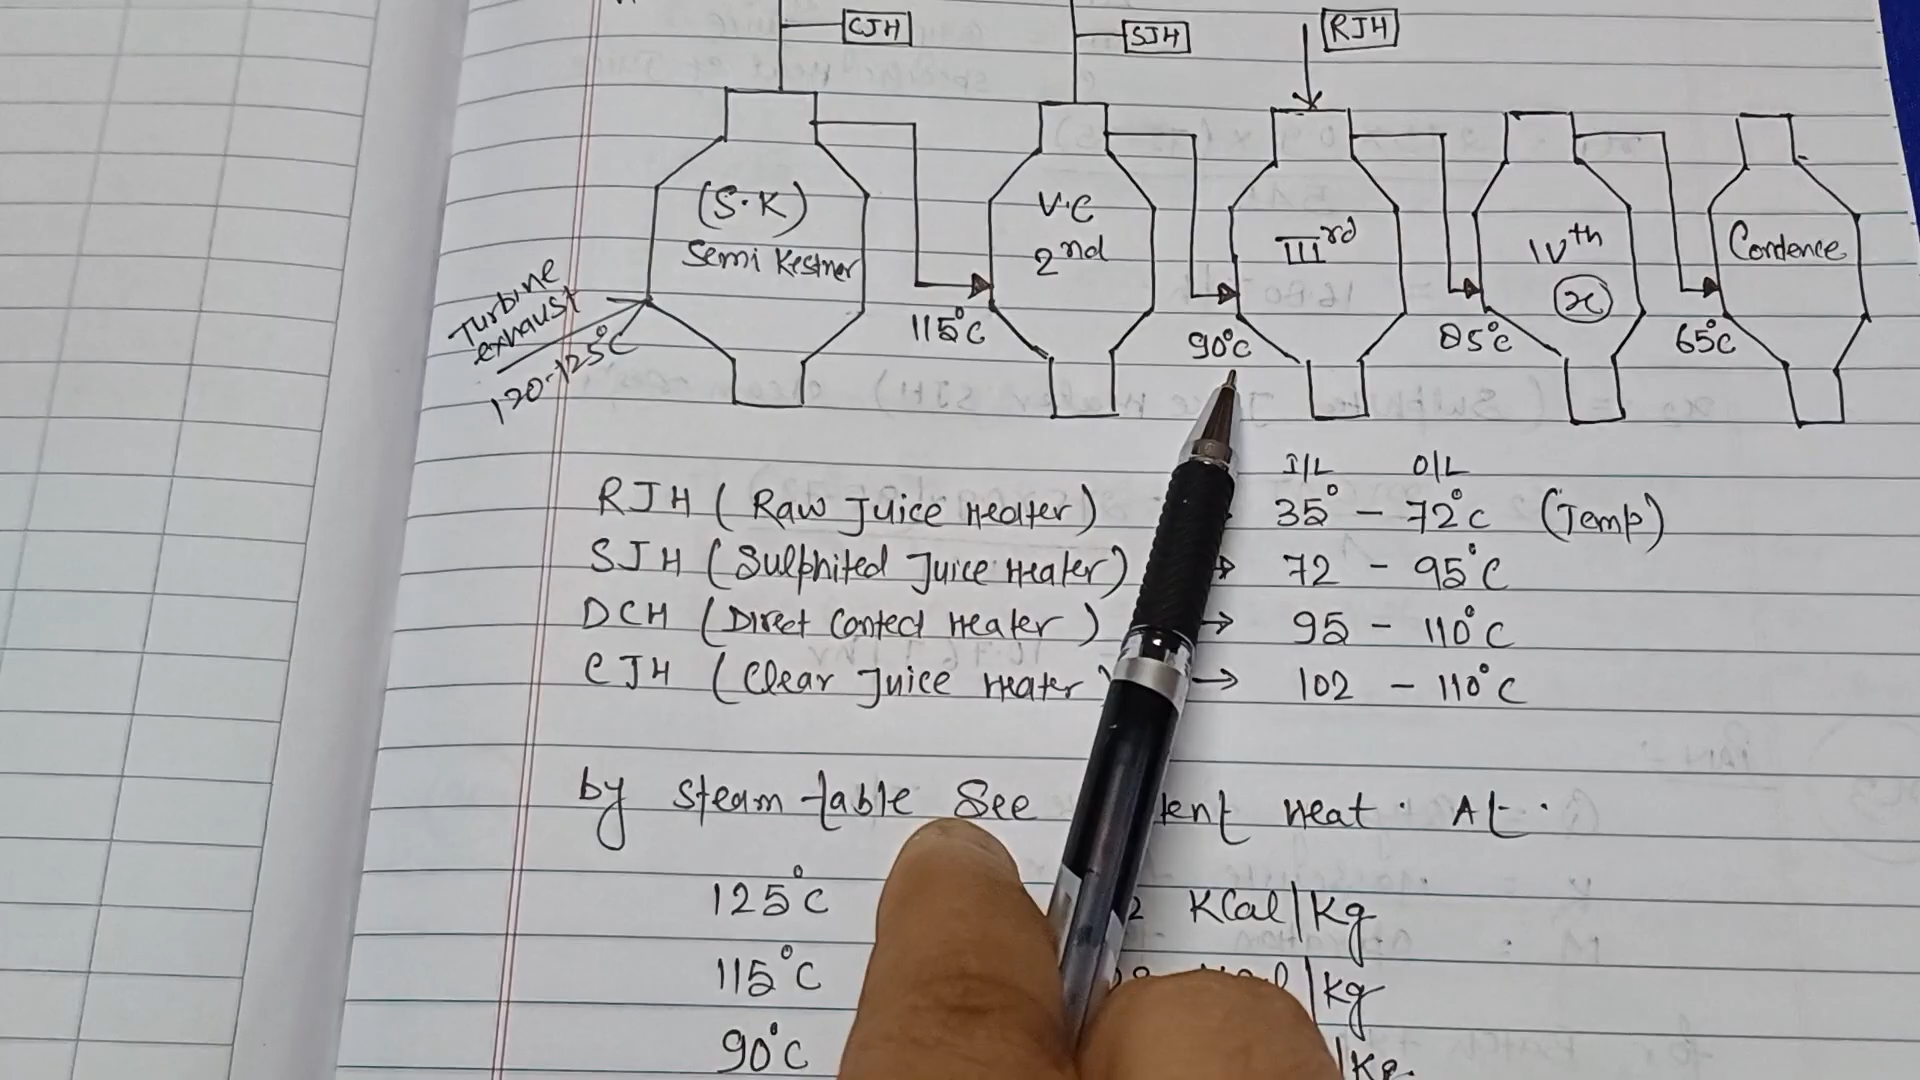 CJH
SJH
RJH
(S.K)
Semi Kestner
V.C
2nd
IIIrd
IVth
x
Condence
Turbine
exhaust
120-125°C
115°C
90°C
85°C
65°C
I/L O/L
RJH ( Raw Juice Heater) 35° - 72°C (Temp)
SJH ( Sulphited Juice Heater) → 72 - 95°C
DCH ( Direct Contect Heater ) → 95 - 110°C
CJH ( Clear Juice Heater ) → 102 - 110°C
by steam table See Heat At
125°C 2 KCal/kg
115°C /kg
90°C /Kg.